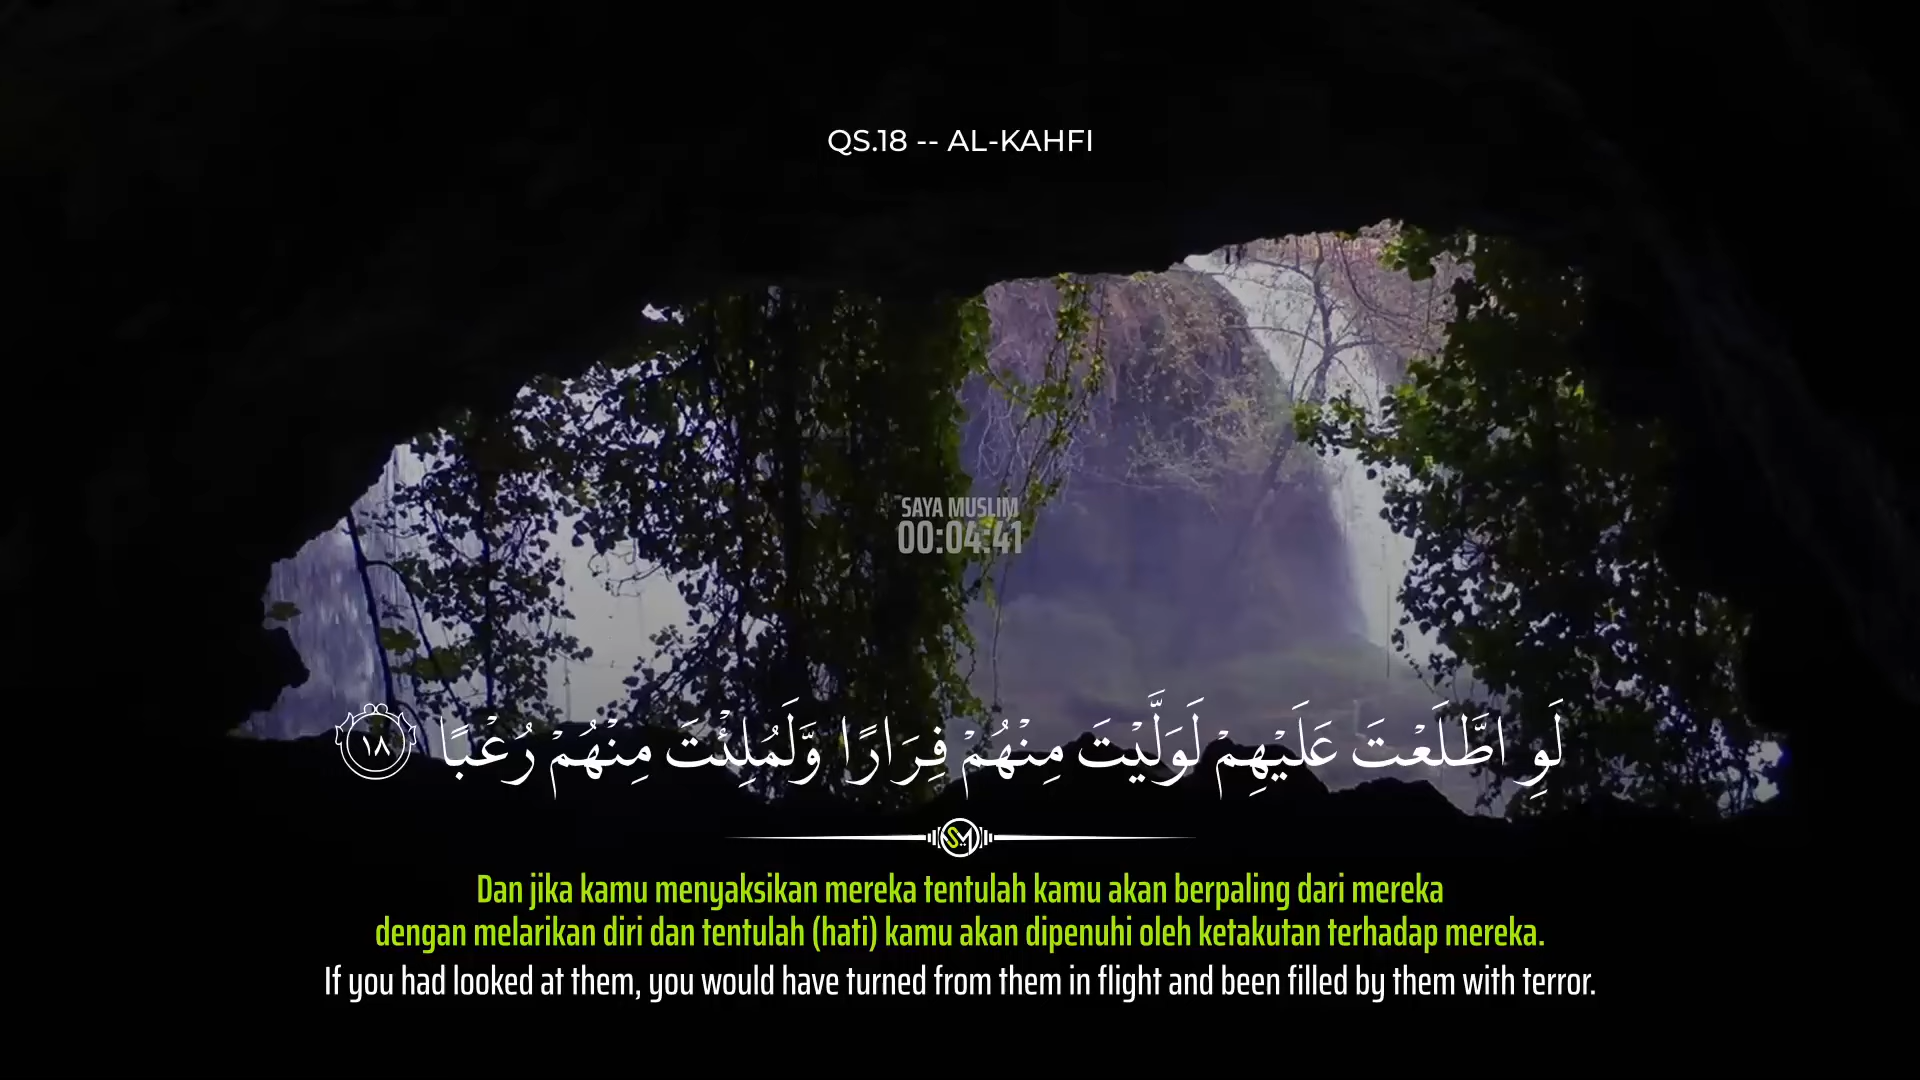 QS.18 -- AL-KAHFI
SAYA MUSLIM
00:04:41
لَوِ اطَّلَعْتَ عَلَيْهِمْ لَوَلَّيْتَ مِنْهُمْ فِرَارًا وَّلَمُلِئْتَ مِنْهُمْ رُعْبًا ١٨
SM
Dan jika kamu menyaksikan mereka tentulah kamu akan berpaling dari mereka
dengan melarikan diri dan tentulah (hati) kamu akan dipenuhi oleh ketakutan terhadap mereka.
If you had looked at them, you would have turned from them in flight and been filled by them with terror.